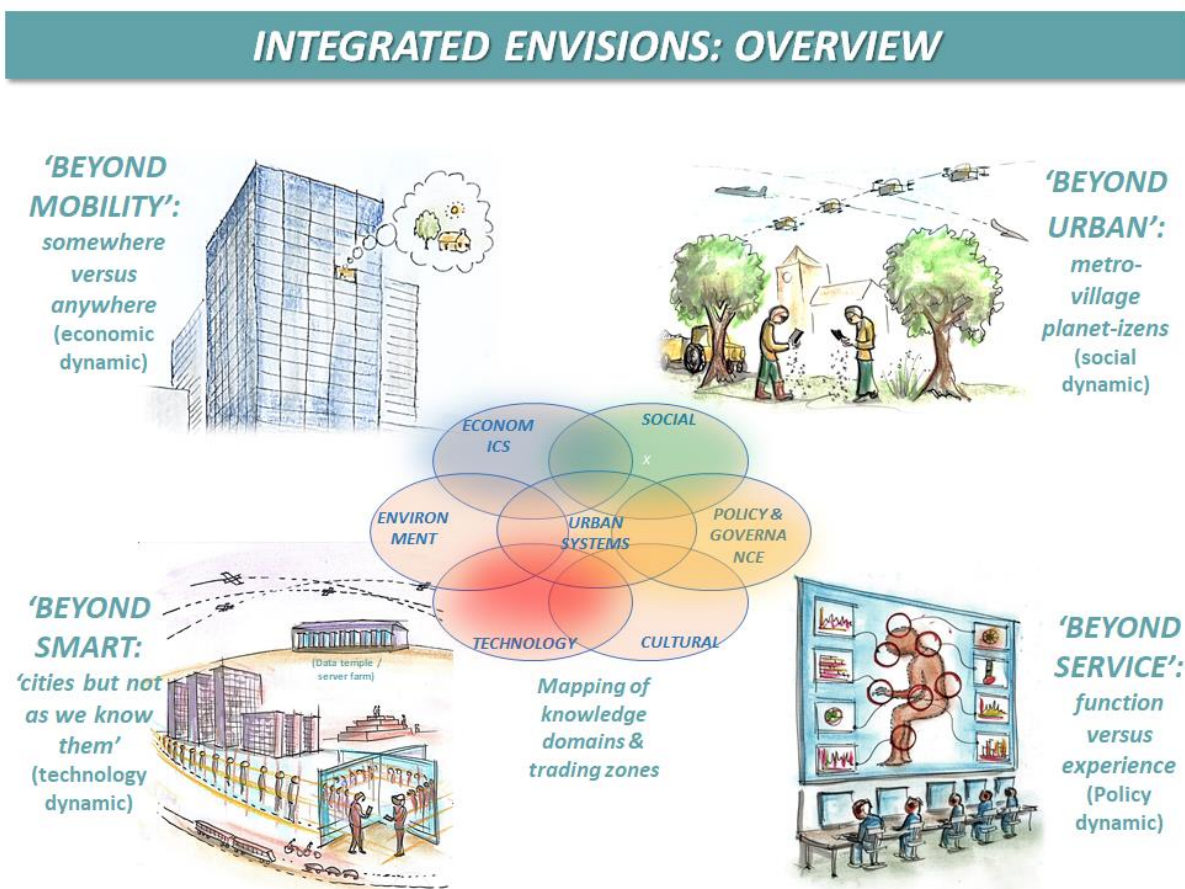 INTEGRATED ENVISIONS: OVERVIEW
‘BEYOND
MOBILITY’:
somewhere
versus
anywhere
(economic
dynamic)
‘BEYOND
URBAN’:
metro-
village
planet-izens
(social
dynamic)
ECONOM
ICS
SOCIAL
x
ENVIRON
MENT
URBAN
SYSTEMS
POLICY &
GOVERNA
NCE
TECHNOLOGY
CULTURAL
Mapping of
knowledge
domains &
trading zones
‘BEYOND
SMART:
‘cities but not
as we know
them’
(technology
dynamic)
(Data temple /
server farm)
‘BEYOND
SERVICE’:
function
versus
experience
(Policy
dynamic)